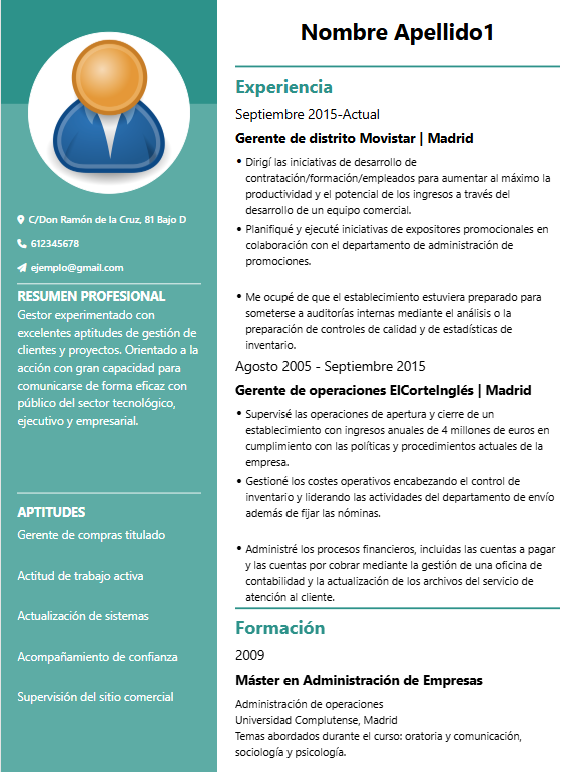 Nombre Apellido1
C/Don Ramón de la Cruz, 81 Bajo D
612345678
ejemplo@gmail.com
RESUMEN PROFESIONAL
Gestor experimentado con
excelentes aptitudes de gestión de
clientes y proyectos. Orientado a la
acción con gran capacidad para
comunicarse de forma eficaz con
público del sector tecnológico,
ejecutivo y empresarial.
APTITUDES
Gerente de compras titulado
Actitud de trabajo activa
Actualización de sistemas
Acompañamiento de confianza
Supervisión del sitio comercial
Experiencia
Septiembre 2015-Actual
Gerente de distrito Movistar | Madrid
• Dirigí las iniciativas de desarrollo de
contratación/formación/empleados para aumentar al máximo la
productividad y el potencial de los ingresos a través del
desarrollo de un equipo comercial.
• Planifiqué y ejecuté iniciativas de expositores promocionales en
colaboración con el departamento de administración de
promociones.
• Me ocupé de que el establecimiento estuviera preparado para
someterse a auditorías internas mediante el análisis o la
preparación de controles de calidad y de estadísticas de
inventario.
Agosto 2005 - Septiembre 2015
Gerente de operaciones ElCorteInglés | Madrid
• Supervisé las operaciones de apertura y cierre de un
establecimiento con ingresos anuales de 4 millones de euros en
cumplimiento con las políticas y procedimientos actuales de la
empresa..
• Gestioné los costes operativos encabezando el control de
inventario y liderando las actividades del departamento de envío
además de fijar las nóminas.
• Administré los procesos financieros, incluidas las cuentas a pagar
y las cuentas por cobrar mediante la gestión de una oficina de
contabilidad y la actualización de los archivos del servicio de
atención al cliente.
Formación
2009
Máster en Administración de Empresas
Administración de operaciones
Universidad Complutense, Madrid
Temas abordados durante el curso: oratoria y comunicación,
sociología y psicología.